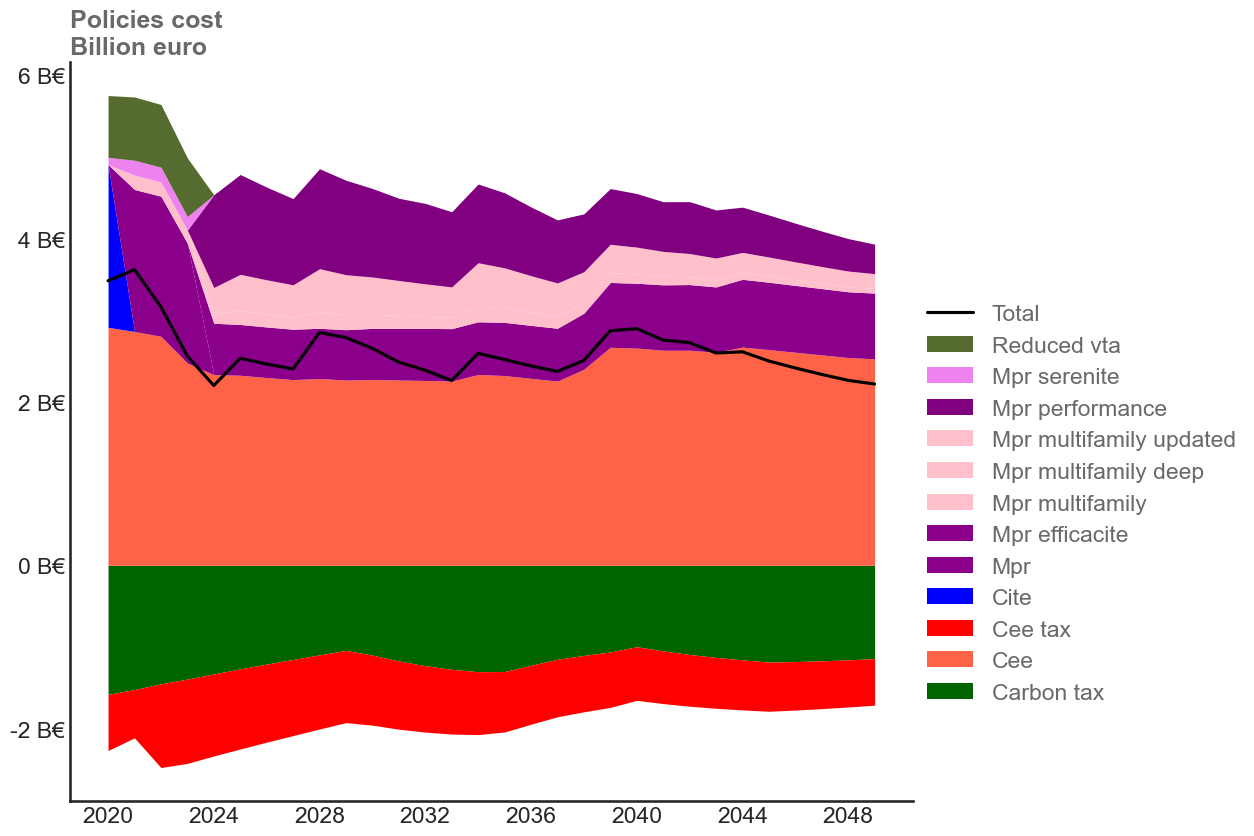 Policies cost
Billion euro
6 B€
4 B€
2 B€
0 B€
-2 B€
2020 2024 2028 2032 2036 2040 2044 2048
Total
Reduced vta
Mpr serenite
Mpr performance
Mpr multifamily updated
Mpr multifamily deep
Mpr multifamily
Mpr efficacite
Mpr
Cite
Cee tax
Cee
Carbon tax